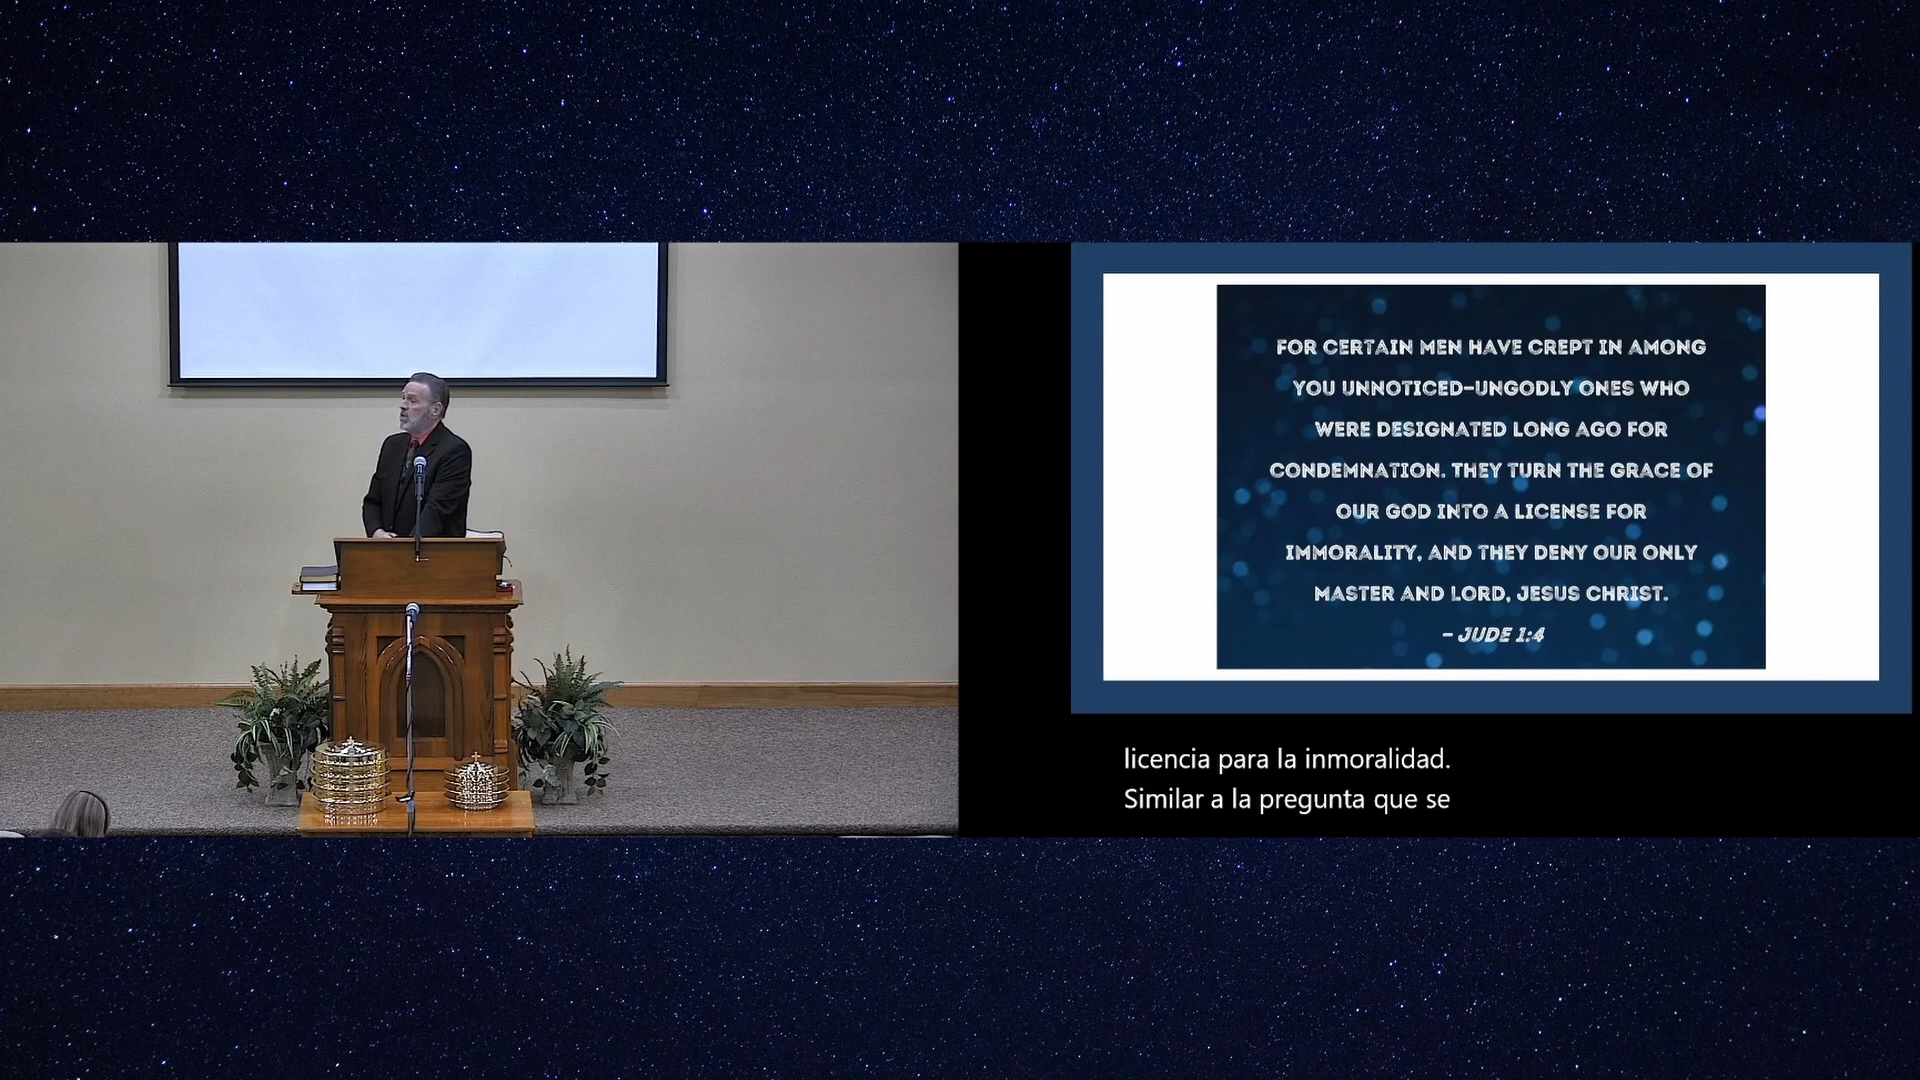 FOR CERTAIN MEN HAVE CREPT IN AMONG
YOU UNNOTICED–UNGODLY ONES WHO
WERE DESIGNATED LONG AGO FOR
CONDEMNATION. THEY TURN THE GRACE OF
OUR GOD INTO A LICENSE FOR
IMMORALITY, AND THEY DENY OUR ONLY
MASTER AND LORD, JESUS CHRIST.
– JUDE 1:4
licencia para la inmoralidad.
Similar a la pregunta que se